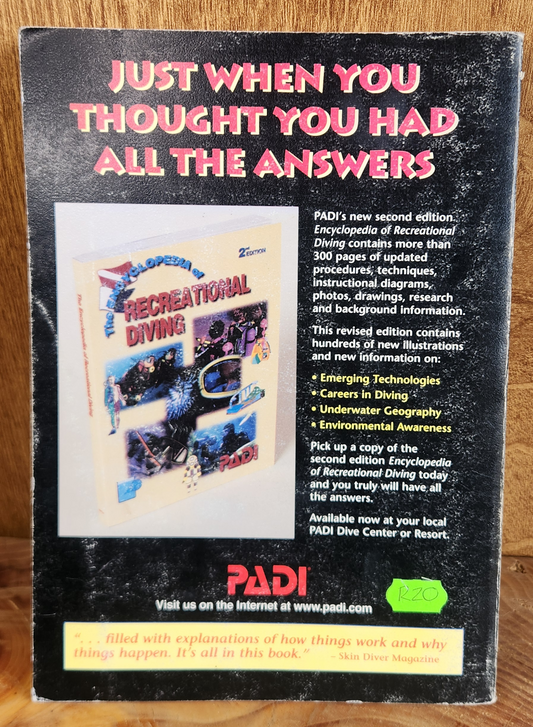 JUST WHEN YOU
THOUGHT YOU HAD
ALL THE ANSWERS
PADI's new second edition
Encyclopedia of Recreational
Diving contains more than
300 pages of updated
procedures, techniques,
instructional diagrams,
photos, drawings, research
and background information.
This revised edition contains
hundreds of new illustrations
and new information on:
• Emerging Technologies
• Careers in Diving
• Underwater Geography
• Environmental Awareness
Pick up a copy of the
second edition Encyclopedia
of Recreational Diving today
and you truly will have all
the answers.
Available now at your local
PADI Dive Center or Resort.
2nd EDITION
The ENCYCLOPEDIA of
RECREATIONAL
DIVING
PADI
The Encyclopedia of Recreational Diving
PADI
R20
Visit us on the Internet at www.padi.com
". . . filled with explanations of how things work and why
things happen. It's all in this book." – Skin Diver Magazine